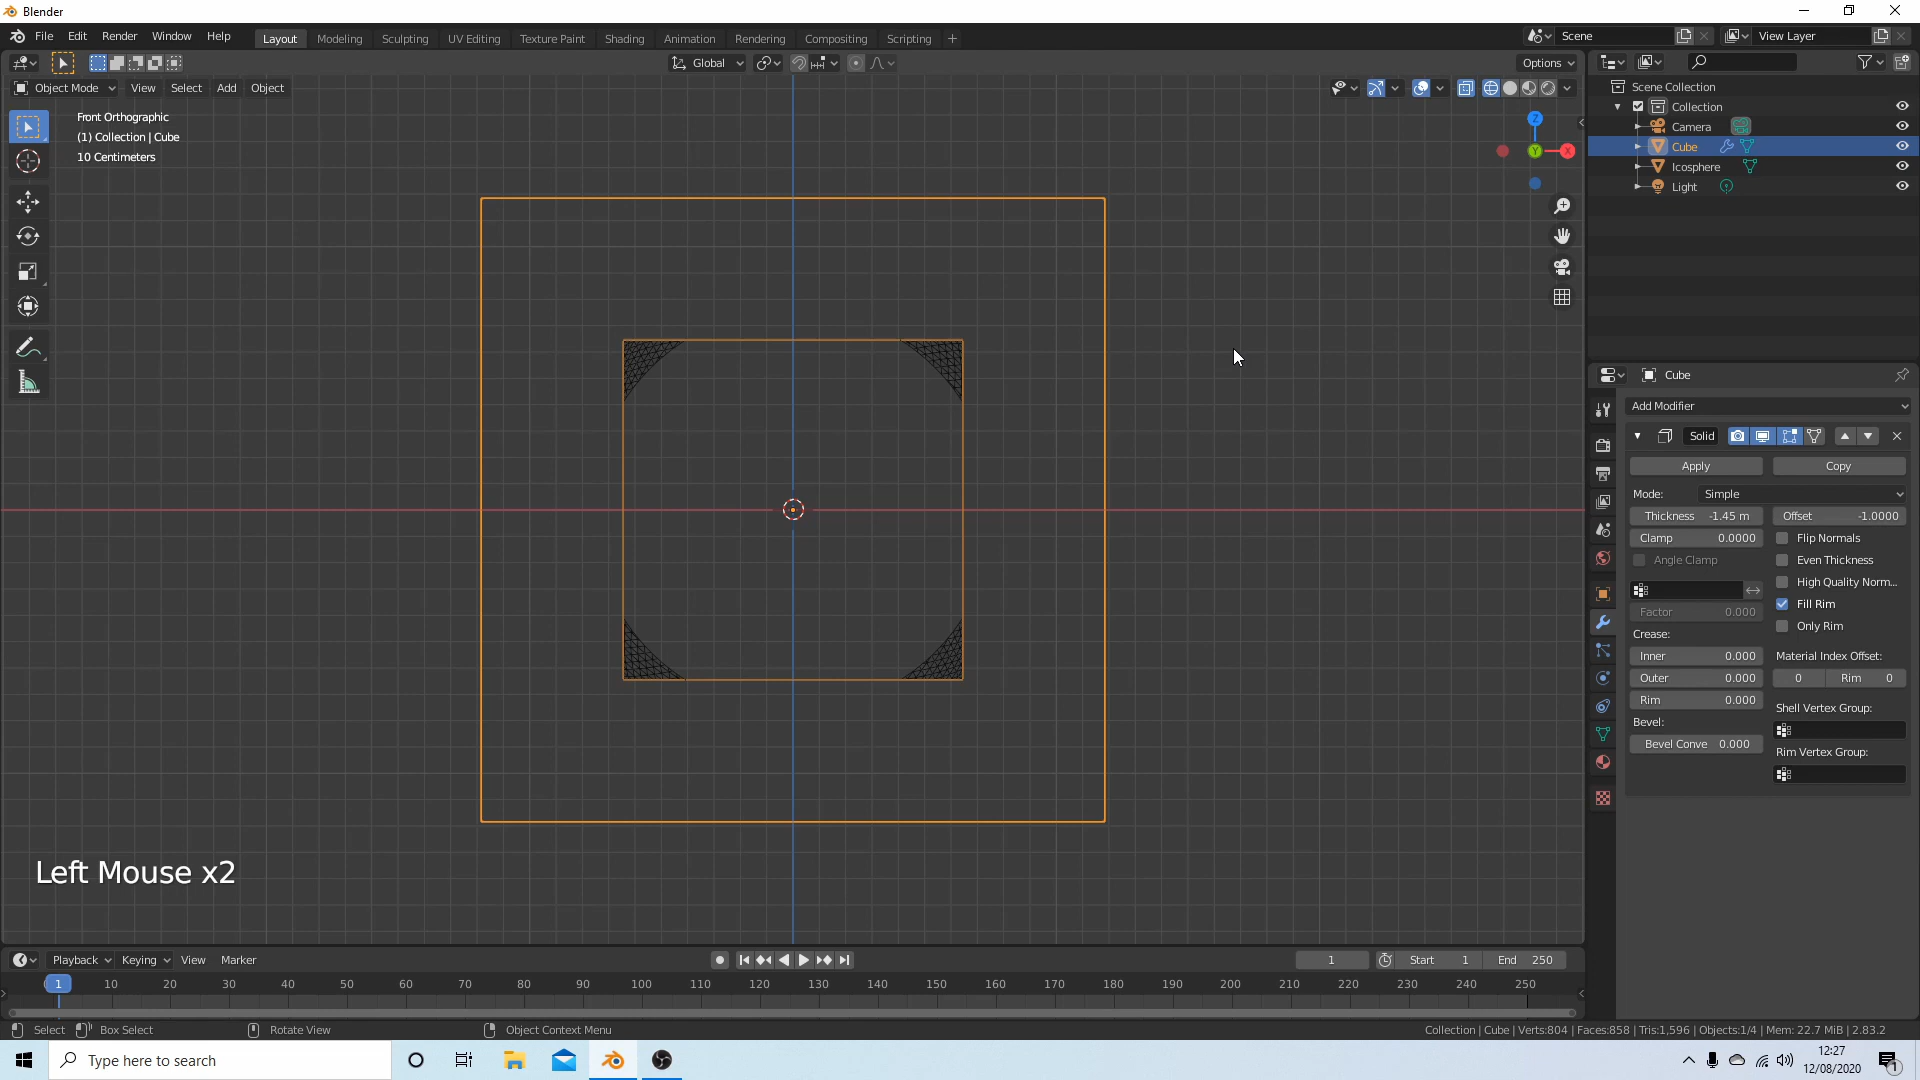 Blender
File Edit Render Window Help Layout Modeling Sculpting UV Editing Texture Paint Shading Animation Rendering Compositing Scripting + Scene View Layer
Global Options
Object Mode View Select Add Object
Front Orthographic
(1) Collection | Cube
10 Centimeters
Z
Y
X
Scene Collection
Collection
Camera
Cube
Icosphere
Light
Cube
Add Modifier
Solid
Apply Copy
Mode: Simple
Thickness -1.45 m Offset -1.0000
Clamp 0.0000 Flip Normals
Angle Clamp Even Thickness
High Quality Norm...
Fill Rim
Factor 0.000
Only Rim
Crease:
Inner 0.000 Material Index Offset:
Outer 0.000 0 Rim 0
Rim 0.000 Shell Vertex Group:
Bevel:
Bevel Conve 0.000 Rim Vertex Group:
Left Mouse x2
Playback Keying View Marker 1 Start 1 End 250
1 10 20 30 40 50 60 70 80 90 100 110 120 130 140 150 160 170 180 190 200 210 220 230 240 250
Select Box Select Rotate View Object Context Menu Collection | Cube | Verts:804 | Faces:858 | Tris:1,596 | Objects:1/4 | Mem: 22.7 MiB | 2.83.2
Type here to search
12:27
12/08/2020
1